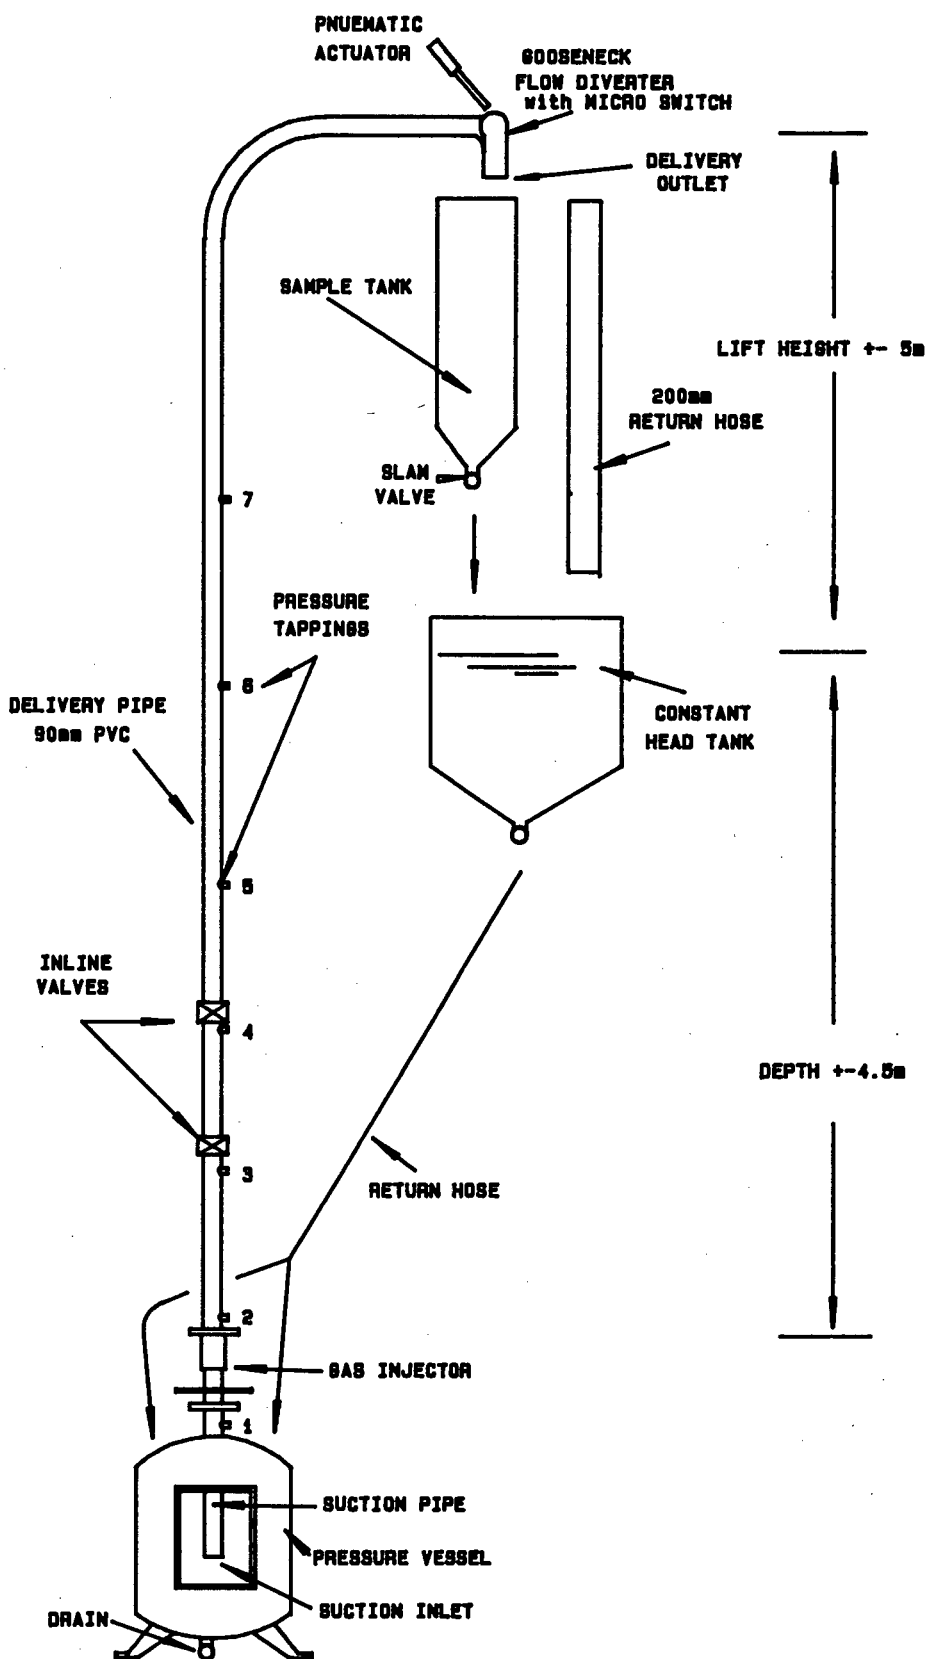 PNUEMATIC
ACTUATOR
GOOSENECK
FLOW DIVERTER
with MICRO SWITCH
DELIVERY
OUTLET
SAMPLE TANK
LIFT HEIGHT +- 5m
200mm
RETURN HOSE
SLAM
VALVE
7
PRESSURE
TAPPINGS
6
DELIVERY PIPE
90mm PVC
CONSTANT
HEAD TANK
5
INLINE
VALVES
4
DEPTH +-4.5m
3
RETURN HOSE
2
GAS INJECTOR
1
SUCTION PIPE
PRESSURE VESSEL
SUCTION INLET
DRAIN